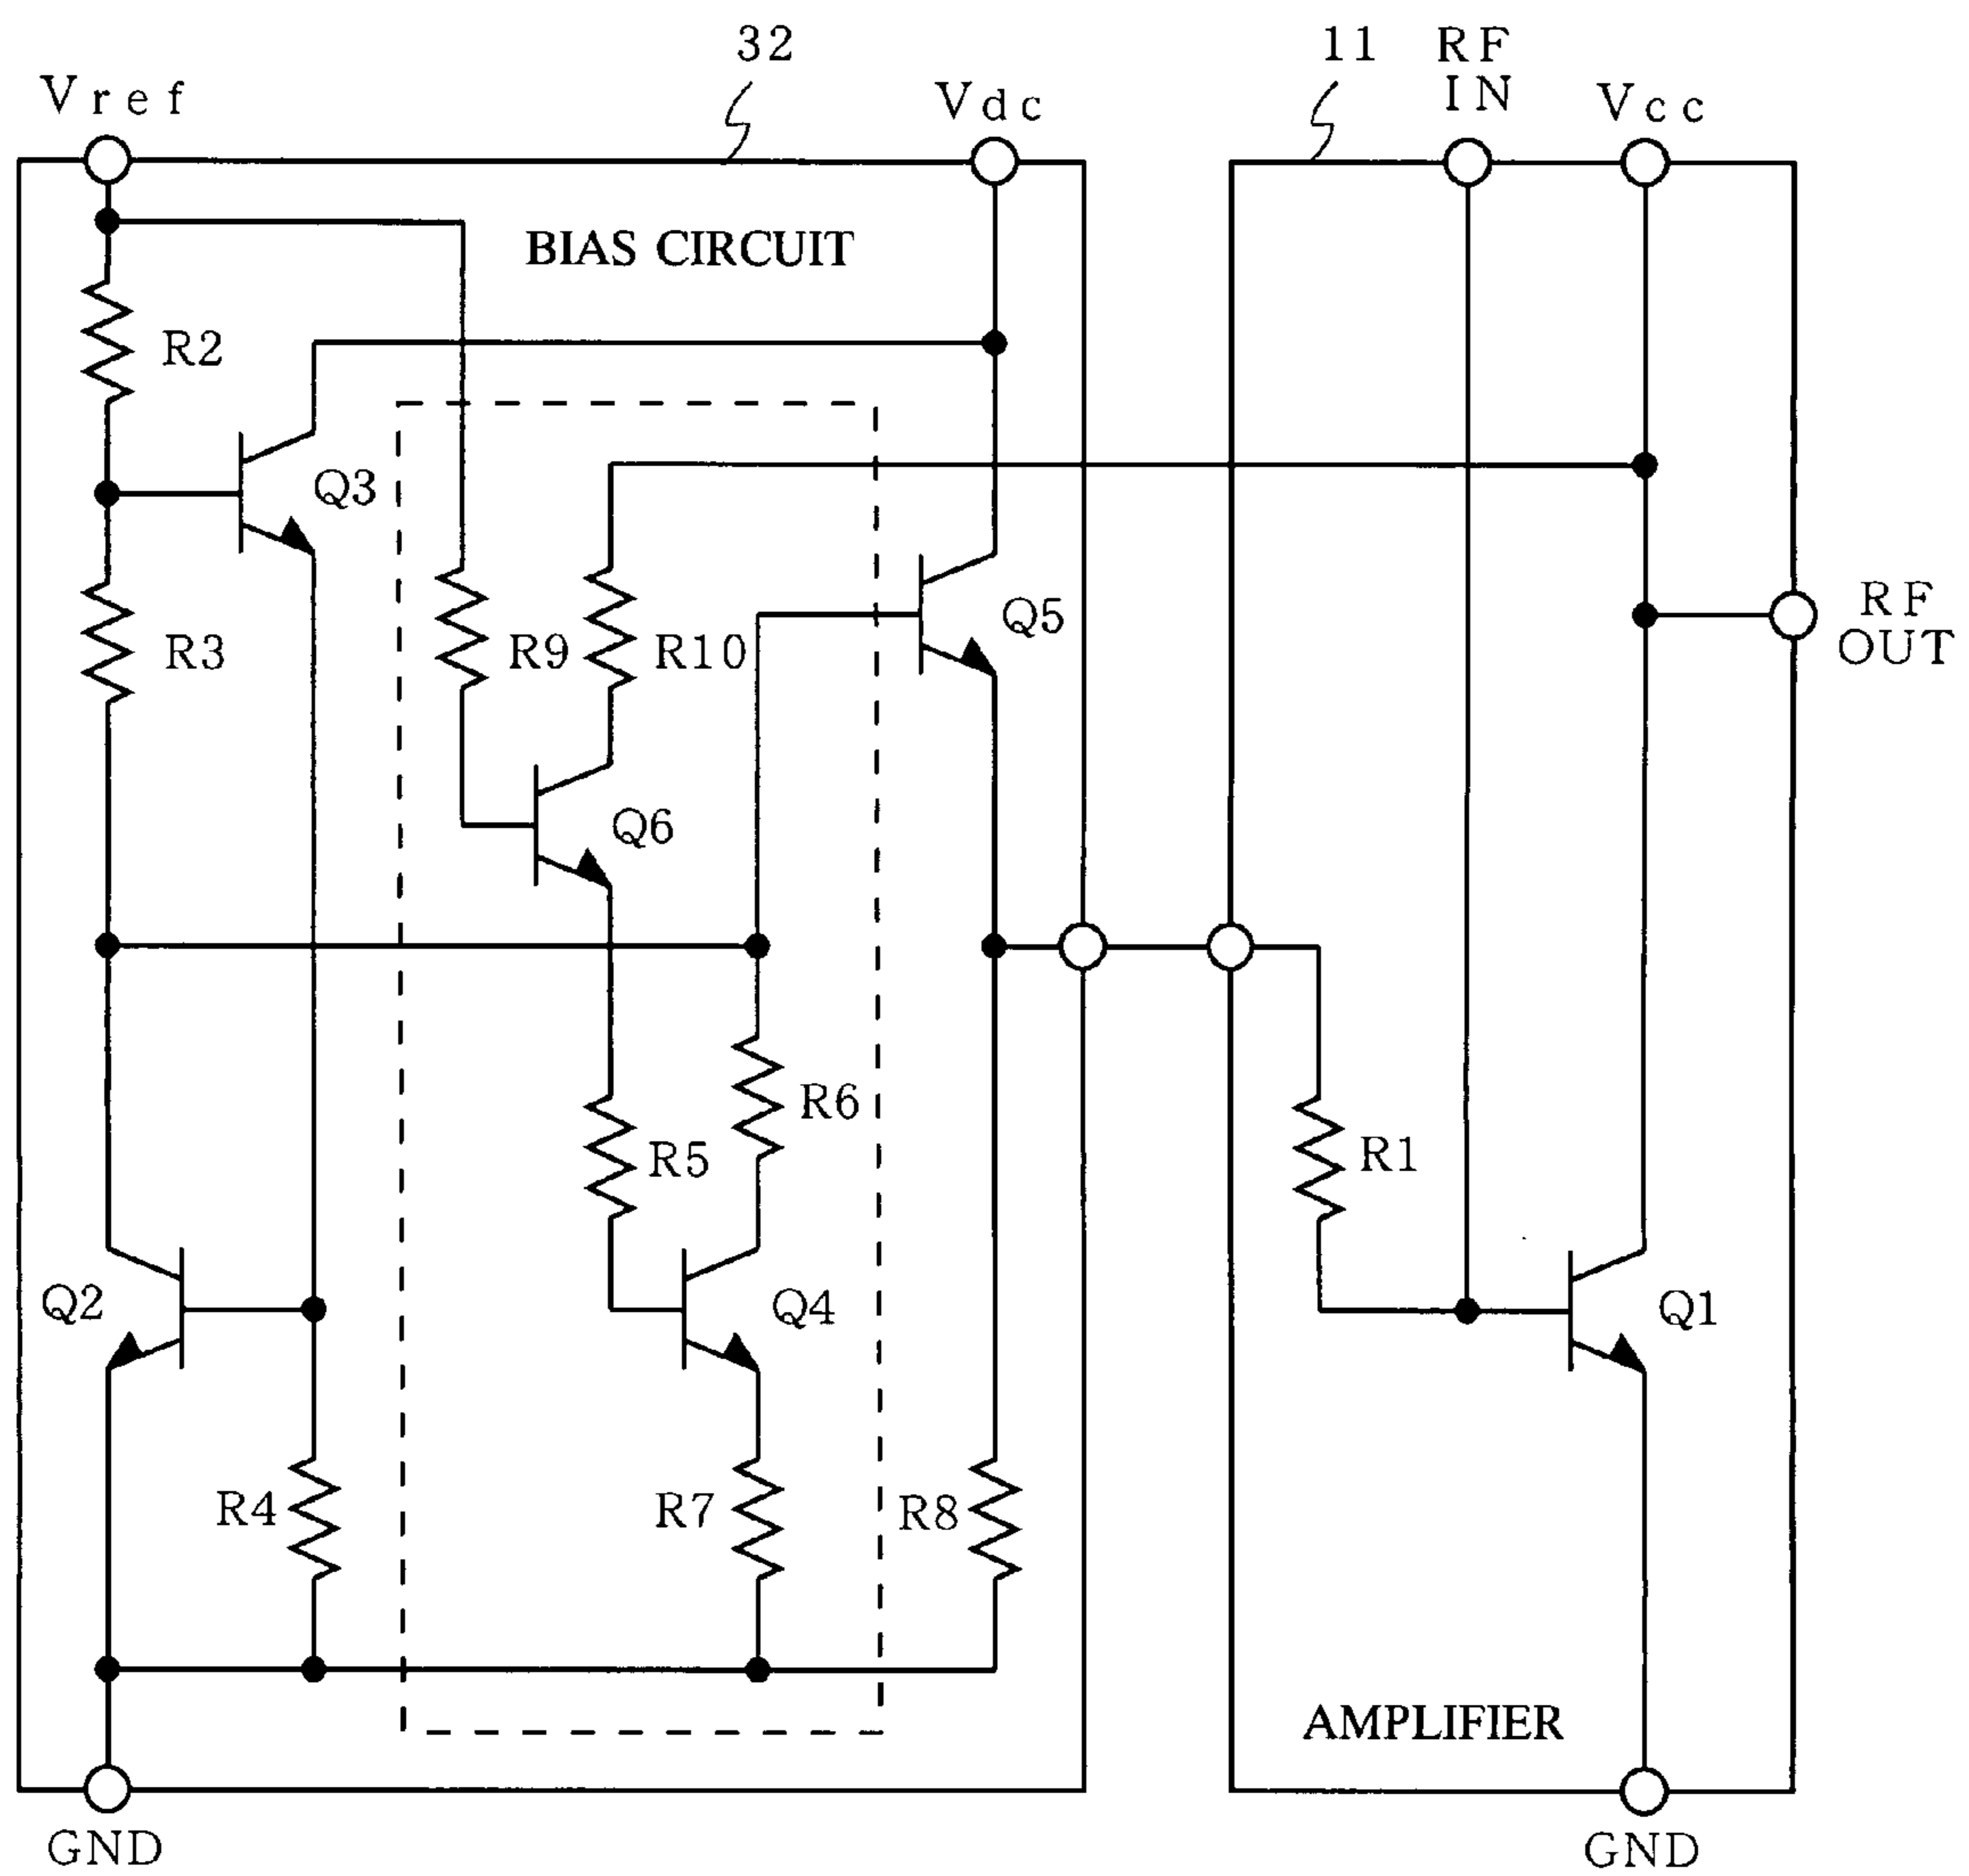 32
11
RF
IN
Vref
Vdc
Vcc
BIAS CIRCUIT
R2
Q3
Q5
RF
OUT
R3
R9
R10
Q6
R6
R5
R1
Q2
Q4
Q1
R4
R7
R8
AMPLIFIER
GND
GND